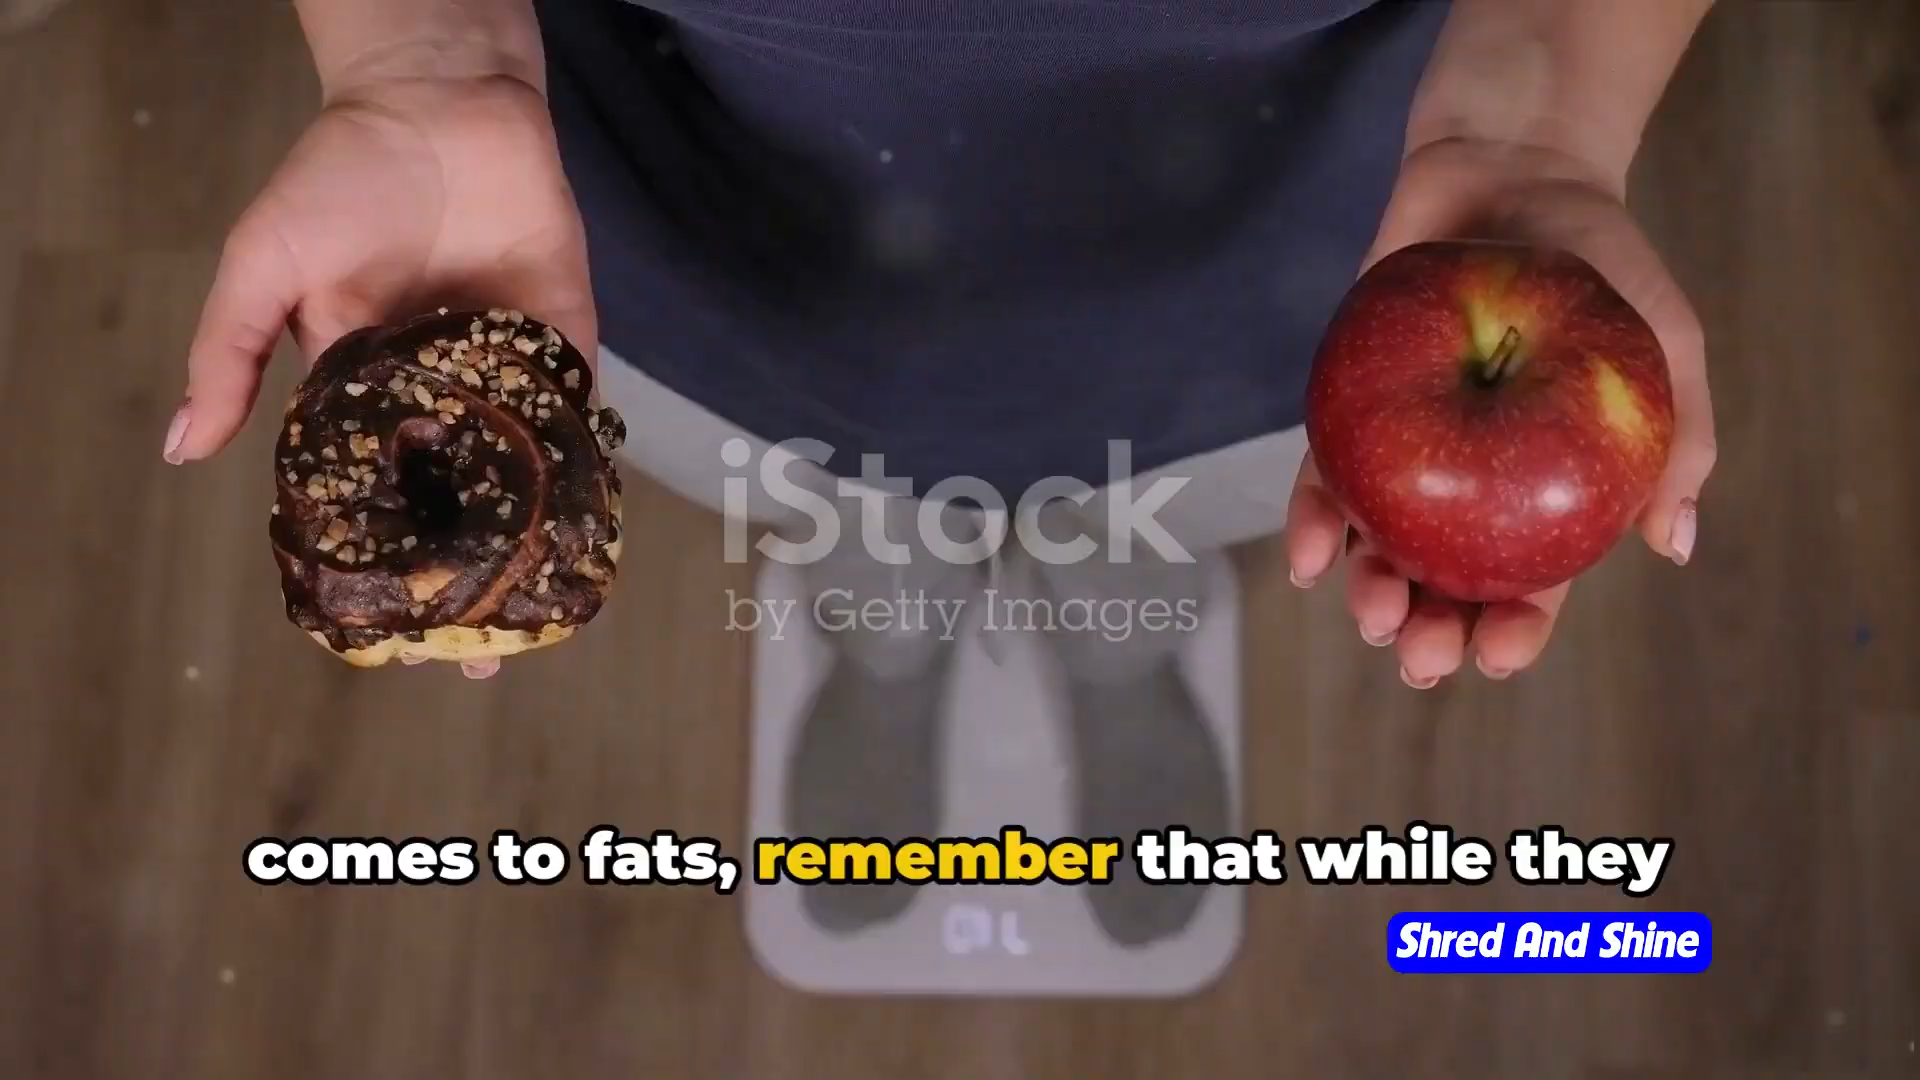 iStock
by Getty Images
comes to fats, remember that while they
Shred And Shine